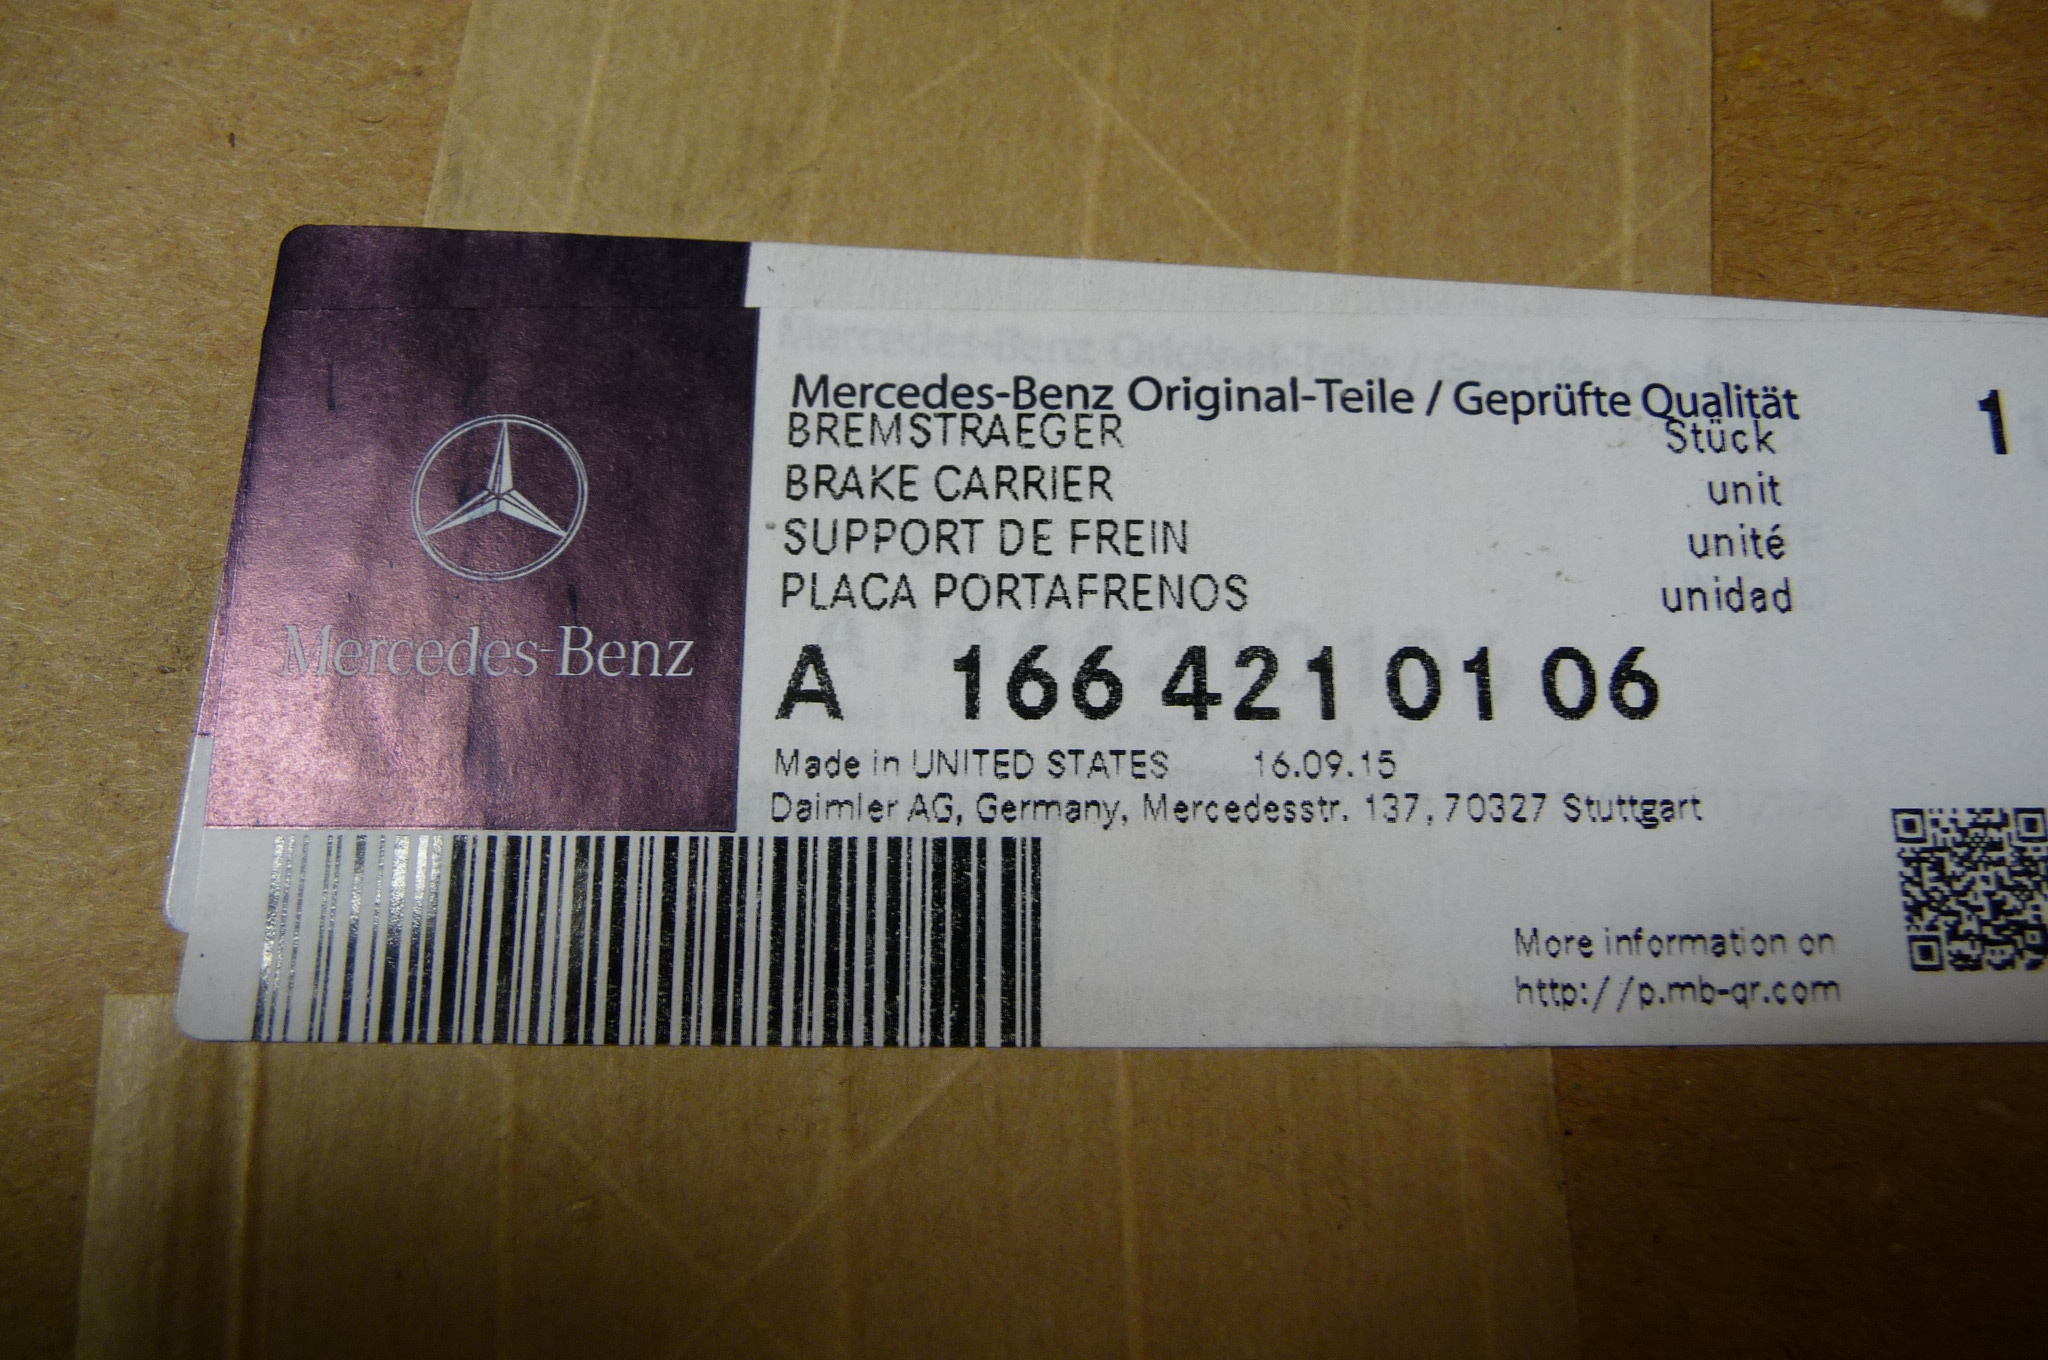 Mercedes-Benz
Mercedes-Benz Original-Teile / Geprüfte Qualität
BREMSTRAEGER Stück 1
BRAKE CARRIER unit
SUPPORT DE FREIN unité
PLACA PORTAFRENOS unidad
A 166 421 01 06
Made in UNITED STATES 16.09.15
Daimler AG, Germany, Mercedesstr. 137, 70327 Stuttgart
More information on
http://p.mb-qr.com